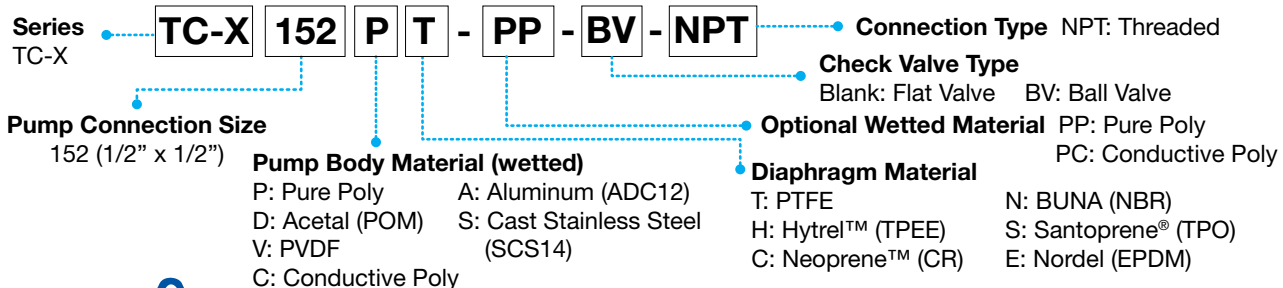 Series
TC-X
TC-X 152 P T - PP - BV - NPT
Connection Type NPT: Threaded
Check Valve Type
Blank: Flat Valve BV: Ball Valve
Pump Connection Size
152 (1/2” x 1/2”)
Optional Wetted Material PP: Pure Poly
PC: Conductive Poly
Pump Body Material (wetted)
P: Pure Poly A: Aluminum (ADC12)
D: Acetal (POM) S: Cast Stainless Steel
V: PVDF (SCS14)
C: Conductive Poly
Diaphragm Material
T: PTFE N: BUNA (NBR)
H: Hytrel™ (TPEE) S: Santoprene® (TPO)
C: Neoprene™ (CR) E: Nordel (EPDM)